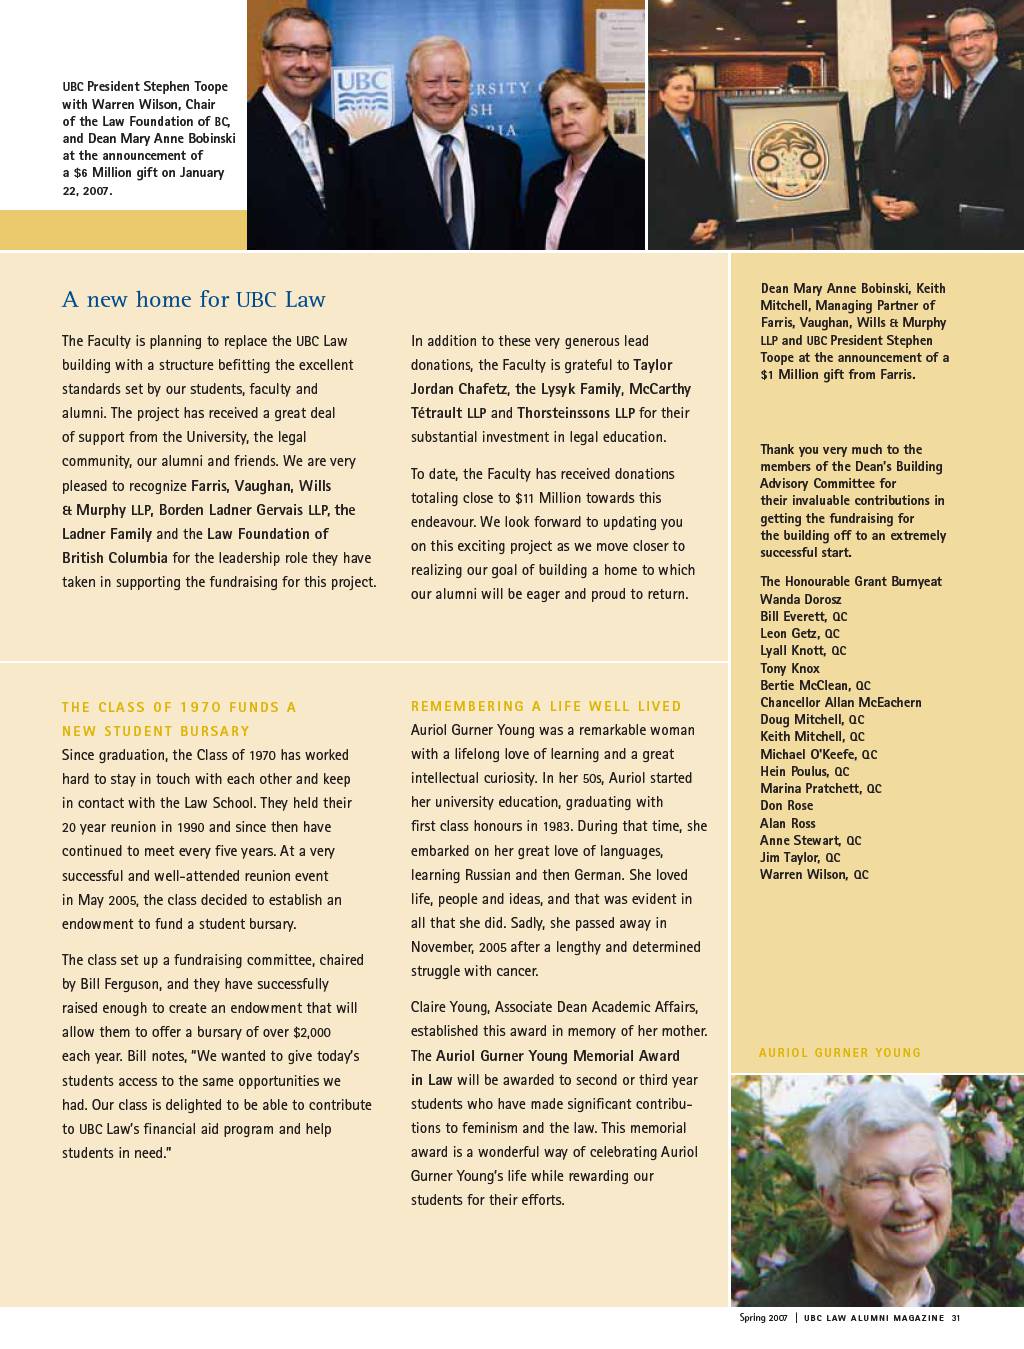 UBC President Stephen Toope
with Warren Wilson, Chair
of the Law Foundation of BC,
and Dean Mary Anne Bobinski
at the announcement of
a $6 Million gift on January
22, 2007.
UBC
A new home for UBC Law
The Faculty is planning to replace the UBC Law
building with a structure befitting the excellent
standards set by our students, faculty and
alumni. The project has received a great deal
of support from the University, the legal
community, our alumni and friends. We are very
pleased to recognize Farris, Vaughan, Wills
& Murphy LLP, Borden Ladner Gervais LLP, the
Ladner Family and the Law Foundation of
British Columbia for the leadership role they have
taken in supporting the fundraising for this project.
In addition to these very generous lead
donations, the Faculty is grateful to Taylor
Jordan Chafetz, the Lysyk Family, McCarthy
Tétrault LLP and Thorsteinssons LLP for their
substantial investment in legal education.
To date, the Faculty has received donations
totaling close to $11 Million towards this
endeavour. We look forward to updating you
on this exciting project as we move closer to
realizing our goal of building a home to which
our alumni will be eager and proud to return.
THE CLASS OF 1970 FUNDS A
NEW STUDENT BURSARY
Since graduation, the Class of 1970 has worked
hard to stay in touch with each other and keep
in contact with the Law School. They held their
20 year reunion in 1990 and since then have
continued to meet every five years. At a very
successful and well-attended reunion event
in May 2005, the class decided to establish an
endowment to fund a student bursary.
The class set up a fundraising committee, chaired
by Bill Ferguson, and they have successfully
raised enough to create an endowment that will
allow them to offer a bursary of over $2,000
each year. Bill notes, "We wanted to give today's
students access to the same opportunities we
had. Our class is delighted to be able to contribute
to UBC Law's financial aid program and help
students in need."
REMEMBERING A LIFE WELL LIVED
Auriol Gurner Young was a remarkable woman
with a lifelong love of learning and a great
intellectual curiosity. In her 50s, Auriol started
her university education, graduating with
first class honours in 1983. During that time, she
embarked on her great love of languages,
learning Russian and then German. She loved
life, people and ideas, and that was evident in
all that she did. Sadly, she passed away in
November, 2005 after a lengthy and determined
struggle with cancer.
Claire Young, Associate Dean Academic Affairs,
established this award in memory of her mother.
The Auriol Gurner Young Memorial Award
in Law will be awarded to second or third year
students who have made significant contribu-
tions to feminism and the law. This memorial
award is a wonderful way of celebrating Auriol
Gurner Young's life while rewarding our
students for their efforts.
Dean Mary Anne Bobinski, Keith
Mitchell, Managing Partner of
Farris, Vaughan, Wills & Murphy
LLP and UBC President Stephen
Toope at the announcement of a
$1 Million gift from Farris.
Thank you very much to the
members of the Dean's Building
Advisory Committee for
their invaluable contributions in
getting the fundraising for
the building off to an extremely
successful start.
The Honourable Grant Burnyeat
Wanda Dorosz
Bill Everett, QC
Leon Getz, QC
Lyall Knott, QC
Tony Knox
Bertie McClean, QC
Chancellor Allan McEachern
Doug Mitchell, QC
Keith Mitchell, QC
Michael O'Keefe, QC
Hein Poulus, QC
Marina Pratchett, QC
Don Rose
Alan Ross
Anne Stewart, QC
Jim Taylor, QC
Warren Wilson, QC
AURIOL GURNER YOUNG
Spring 2007 | UBC LAW ALUMNI MAGAZINE 31